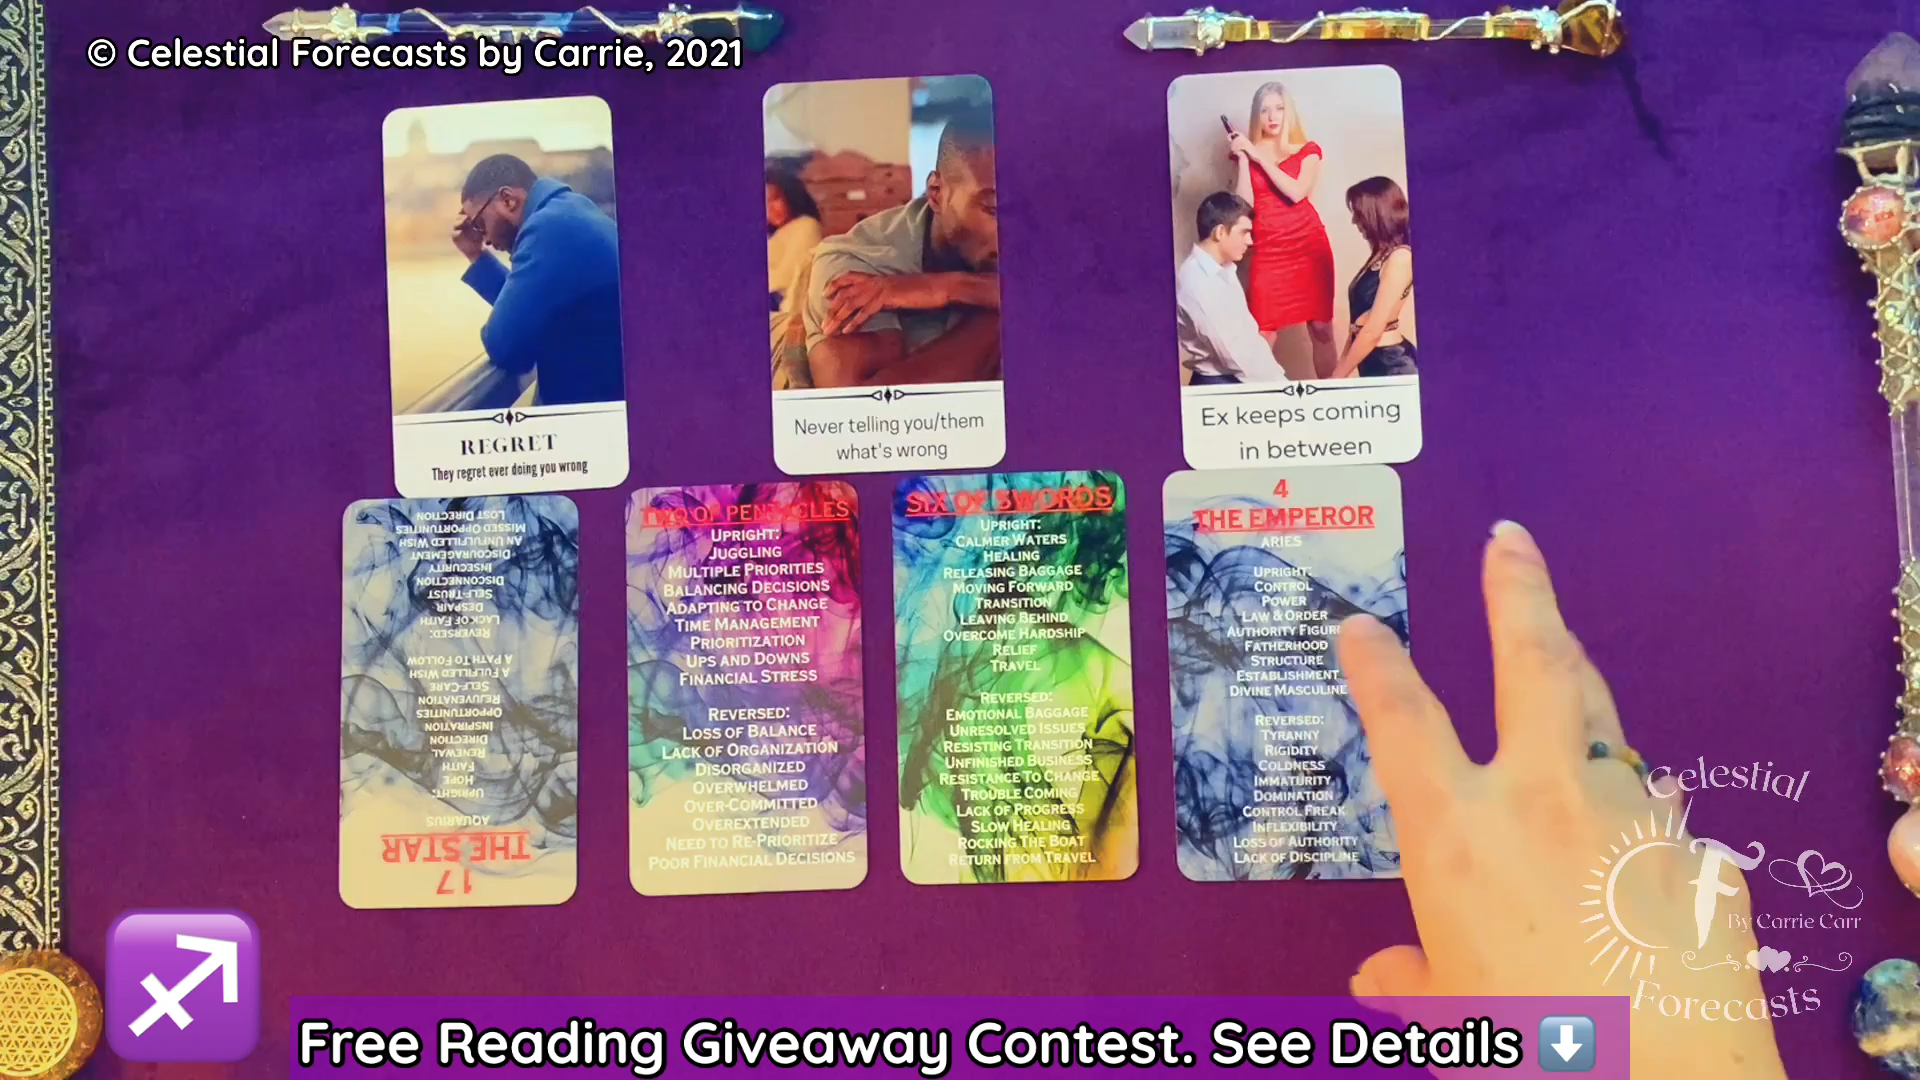 © Celestial Forecasts by Carrie, 2021
REGRET
They regret ever doing you wrong
Never telling you/them
what's wrong
Ex keeps coming
in between
17
THE STAR
AQUARIUS
UPRIGHT:
HOPE
FAITH
RENEWAL
DIRECTION
INSPIRATION
OPPORTUNITIES
REJUVENATION
SELF-CARE
A FULFILLED WISH
A PATH TO FOLLOW
REVERSED:
LACK OF FAITH
DESPAIR
SELF-TRUST
DISCONNECTION
INSECURITY
DISCOURAGEMENT
AN UNFULFILLED WISH
MISSED OPPORTUNITIES
LOST DIRECTION
TWO OF PENTACLES
UPRIGHT:
JUGGLING
MULTIPLE PRIORITIES
BALANCING DECISIONS
ADAPTING TO CHANGE
TIME MANAGEMENT
PRIORITIZATION
UPS AND DOWNS
FINANCIAL STRESS
REVERSED:
LOSS OF BALANCE
LACK OF ORGANIZATION
DISORGANIZED
OVERWHELMED
OVER-COMMITTED
OVEREXTENDED
NEED TO RE-PRIORITIZE
POOR FINANCIAL DECISIONS
SIX OF SWORDS
UPRIGHT:
CALMER WATERS
HEALING
RELEASING BAGGAGE
MOVING FORWARD
TRANSITION
LEAVING BEHIND
OVERCOME HARDSHIP
RELIEF
TRAVEL
REVERSED:
EMOTIONAL BAGGAGE
UNRESOLVED ISSUES
RESISTING TRANSITION
UNFINISHED BUSINESS
RESISTANCE TO CHANGE
TROUBLE COMING
LACK OF PROGRESS
SLOW HEALING
ROCKING THE BOAT
RETURN FROM TRAVEL
4
THE EMPEROR
ARIES
UPRIGHT:
CONTROL
POWER
LAW & ORDER
AUTHORITY FIGUR
FATHERHOOD
STRUCTURE
ESTABLISHMENT
DIVINE MASCULINE
REVERSED:
TYRANNY
RIGIDITY
COLDNESS
IMMATURITY
DOMINATION
CONTROL FREAK
INFLEXIBILITY
LOSS OF AUTHORITY
LACK OF DISCIPLINE
Celestial
F
By Carrie Carr
Forecasts
Free Reading Giveaway Contest. See Details